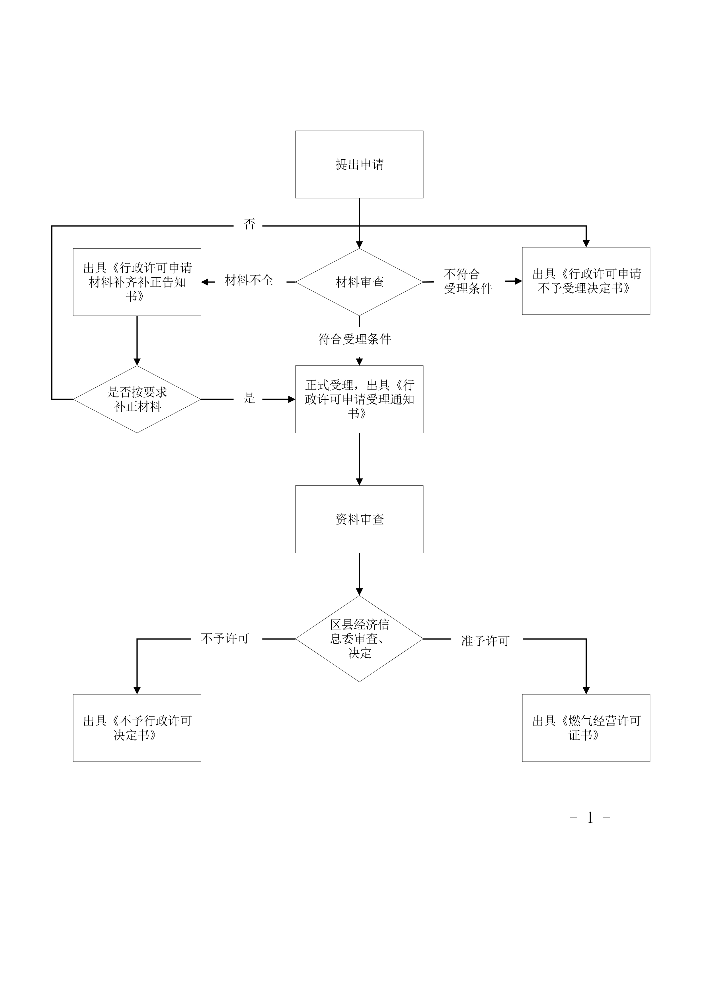 提出申请
否
出具《行政许可申请
材料补齐补正告知
书》
材料不全
材料审查
不符合
受理条件
出具《行政许可申请
不予受理决定书》
符合受理条件
是否按要求
补正材料
是
正式受理，出具《行
政许可申请受理通知
书》
资料审查
区县经济信
息委审查、
决定
不予许可
准予许可
出具《不予行政许可
决定书》
出具《燃气经营许可
证书》
- 1 -